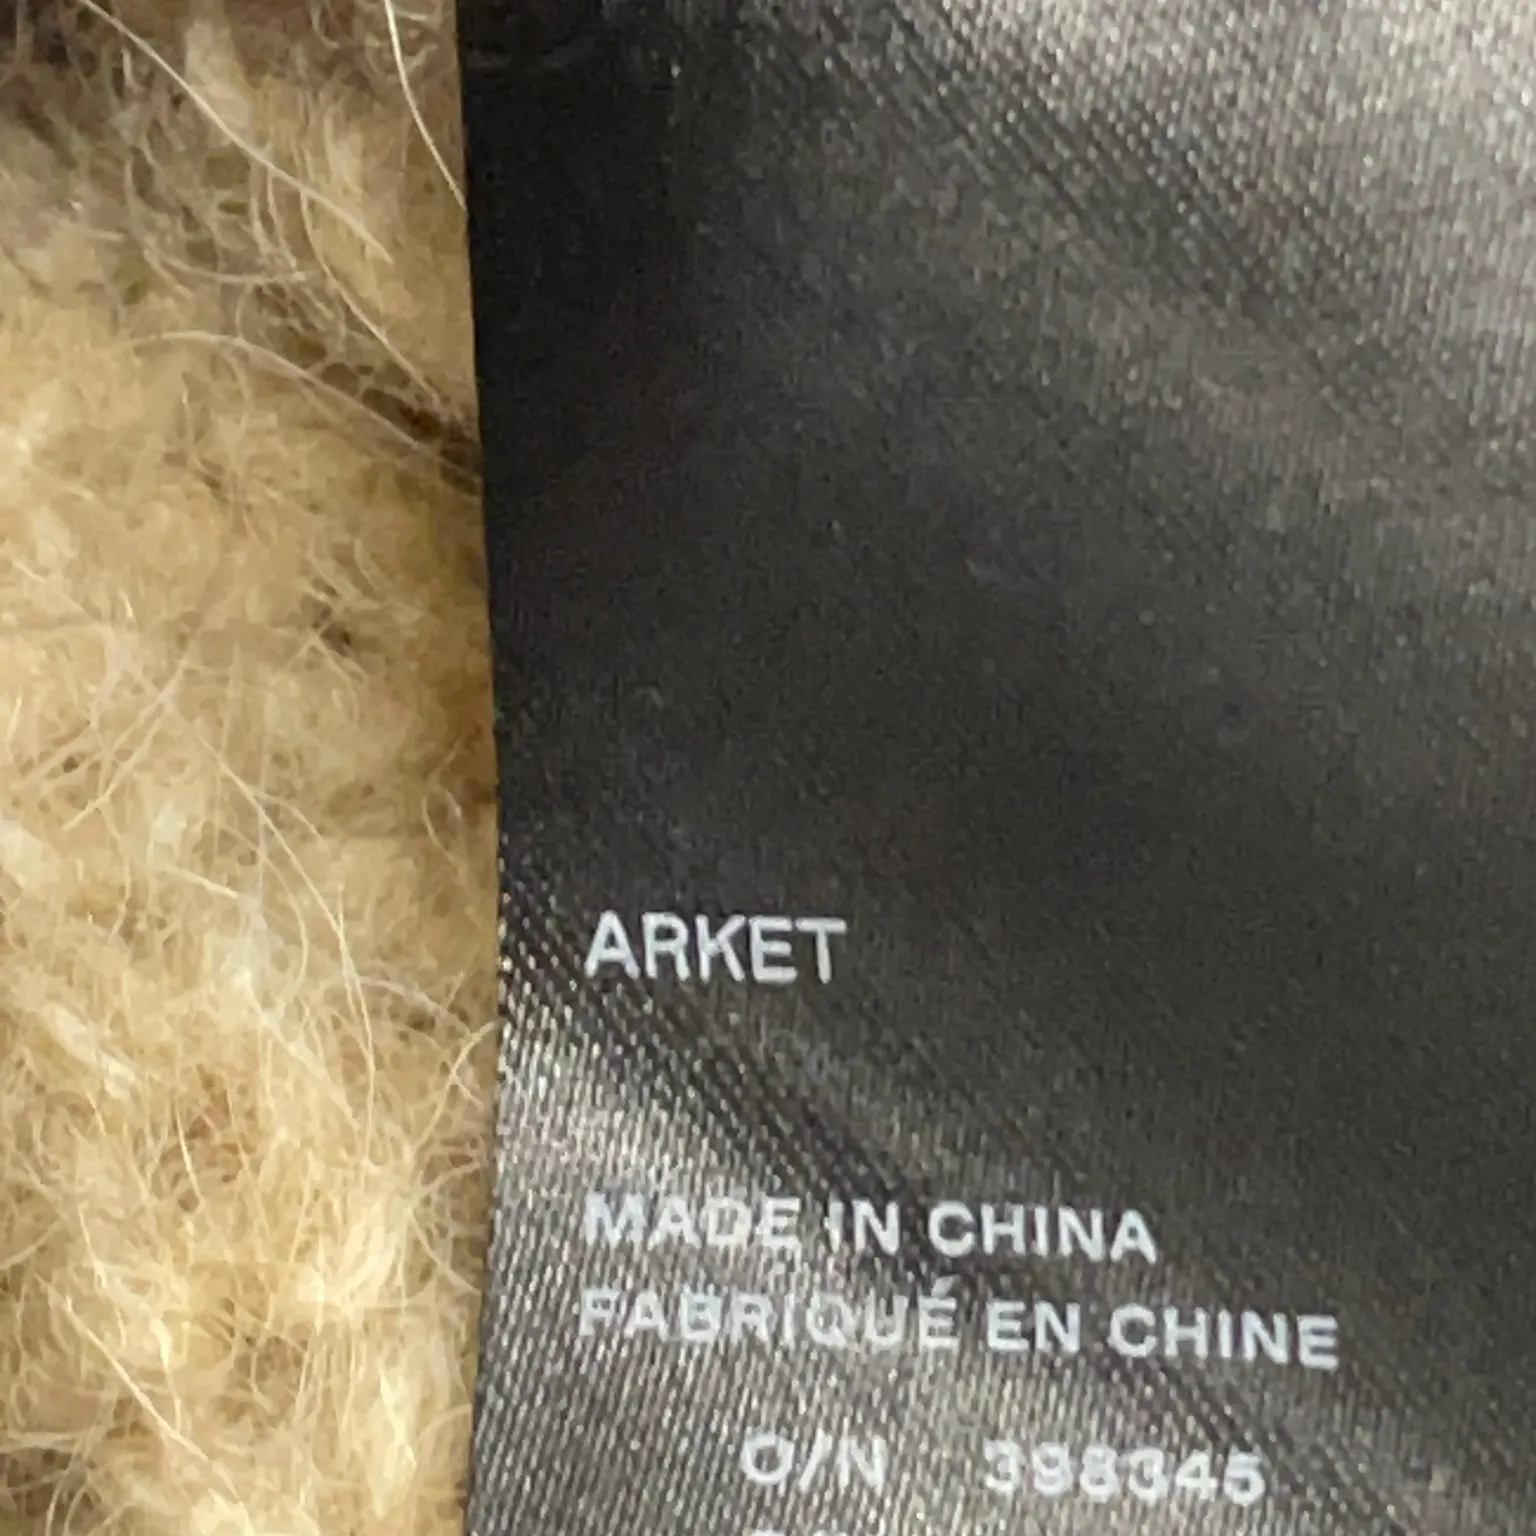 ARKET
MADE IN CHINA
FABRIQUÉ EN CHINE
O/N 398345